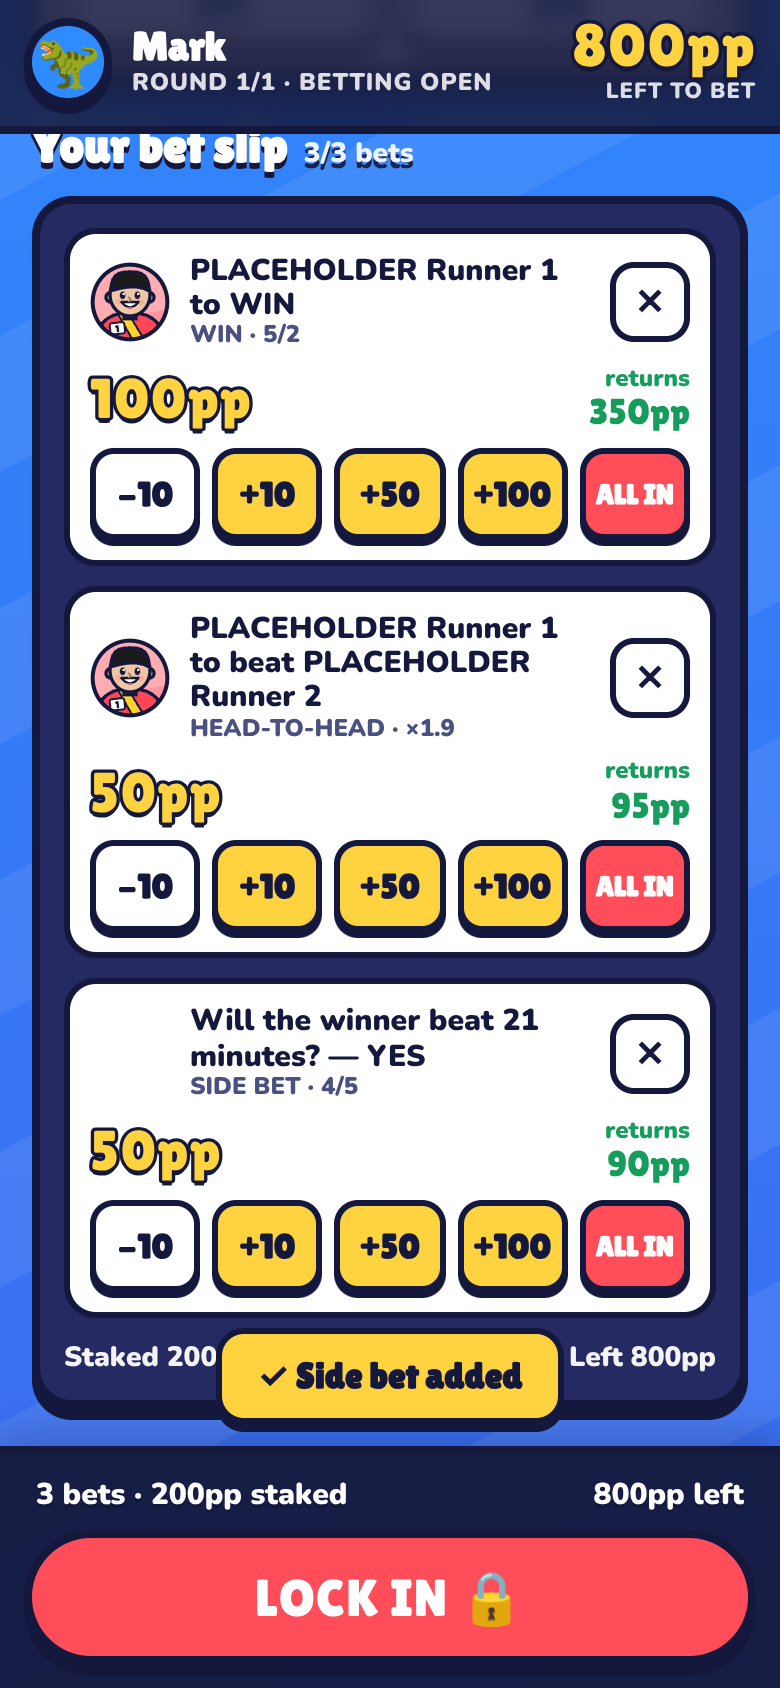 Mark
ROUND 1/1 · BETTING OPEN
800pp
LEFT TO BET
Your bet slip 3/3 bets
PLACEHOLDER Runner 1
to WIN
WIN · 5/2
×
100pp
returns
350pp
–10 +10 +50 +100 ALL IN
PLACEHOLDER Runner 1
to beat PLACEHOLDER
Runner 2
HEAD-TO-HEAD · ×1.9
×
50pp
returns
95pp
–10 +10 +50 +100 ALL IN
Will the winner beat 21
minutes? — YES
SIDE BET · 4/5
×
50pp
returns
90pp
–10 +10 +50 +100 ALL IN
Staked 200
✓ Side bet added
Left 800pp
3 bets · 200pp staked
800pp left
LOCK IN 🔒